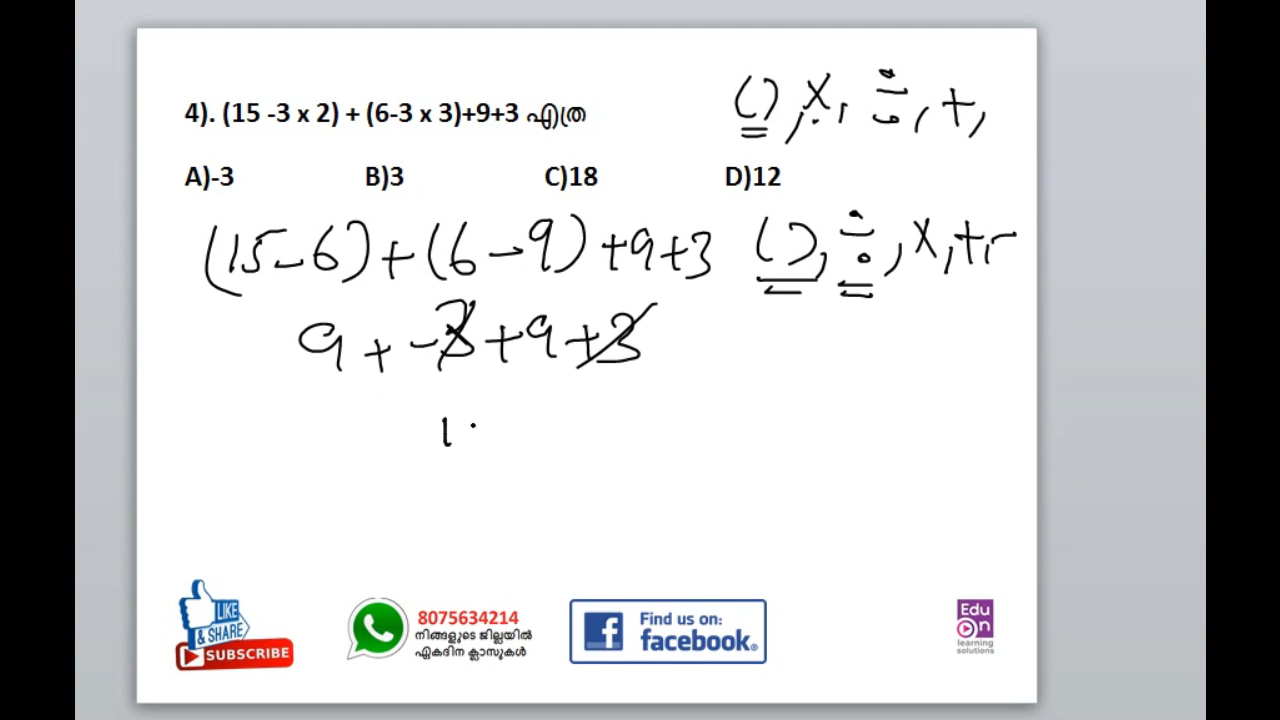 4). (15 -3 x 2) + (6-3 x 3)+9+3 എത്ര
( ), x, ÷, +,
A)-3 B)3 C)18 D)12
(15-6)+(6-9)+9+3
( ), ÷, x, +, -
9+-3+9+3
1
LIKE
& SHARE
SUBSCRIBE
8075634214
നിങ്ങളുടെ ജില്ലയിൽ
ഏകദിന ക്ലാസുകൾ
Find us on:
facebook®
Edu
On
learning
solutions